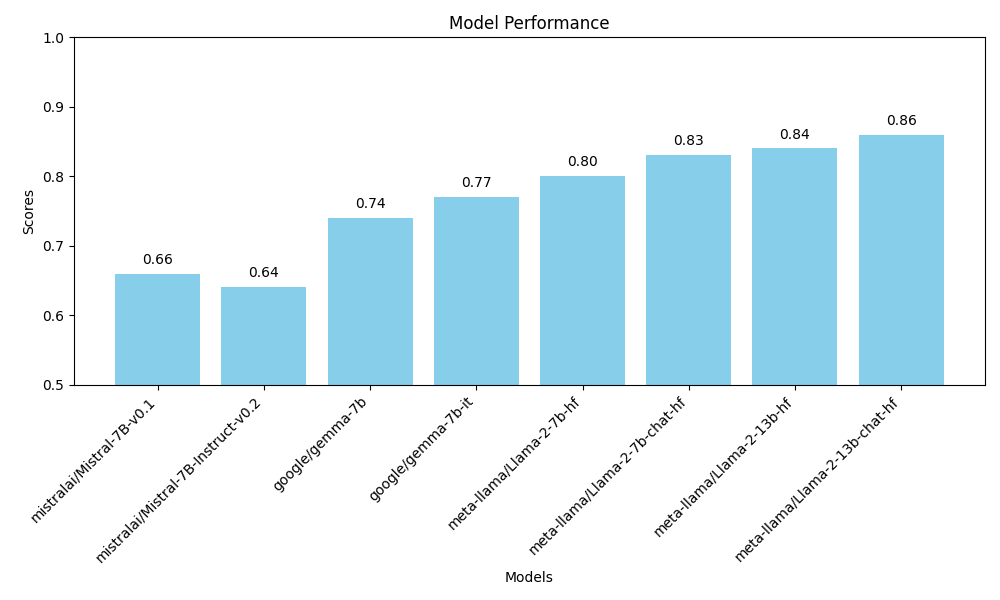 Model Performance
Scores
1.0
0.9
0.8
0.7
0.6
0.5
0.66
0.64
0.74
0.77
0.80
0.83
0.84
0.86
mistralai/Mistral-7B-v0.1
mistralai/Mistral-7B-Instruct-v0.2
google/gemma-7b
google/gemma-7b-it
meta-llama/Llama-2-7b-hf
meta-llama/Llama-2-7b-chat-hf
meta-llama/Llama-2-13b-hf
meta-llama/Llama-2-13b-chat-hf
Models